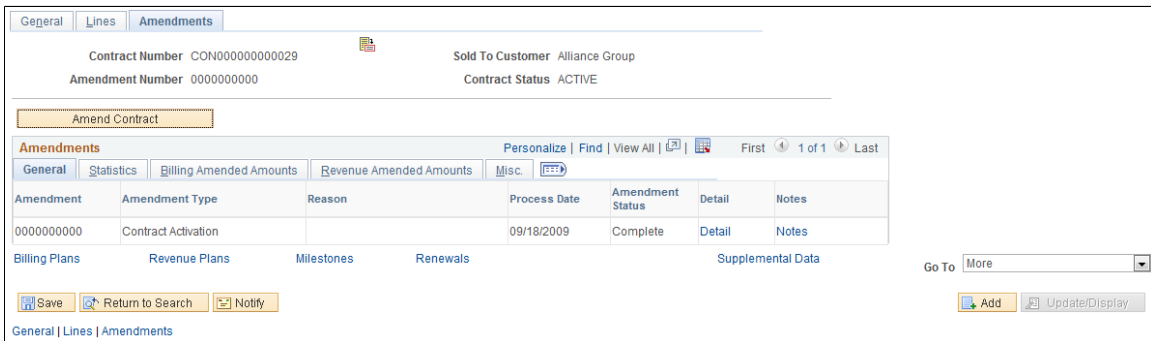 General Lines Amendments
Contract Number CON000000000029 Sold To Customer Alliance Group
Amendment Number 0000000000 Contract Status ACTIVE
Amend Contract
Amendments Personalize | Find | View All | | First 1 of 1 Last
General Statistics Billing Amended Amounts Revenue Amended Amounts Misc.
Amendment Amendment Type Reason Process Date Amendment Status Detail Notes
0000000000 Contract Activation 09/18/2009 Complete Detail Notes
Billing Plans Revenue Plans Milestones Renewals Supplemental Data Go To More
Save Return to Search Notify Add Update/Display
General | Lines | Amendments